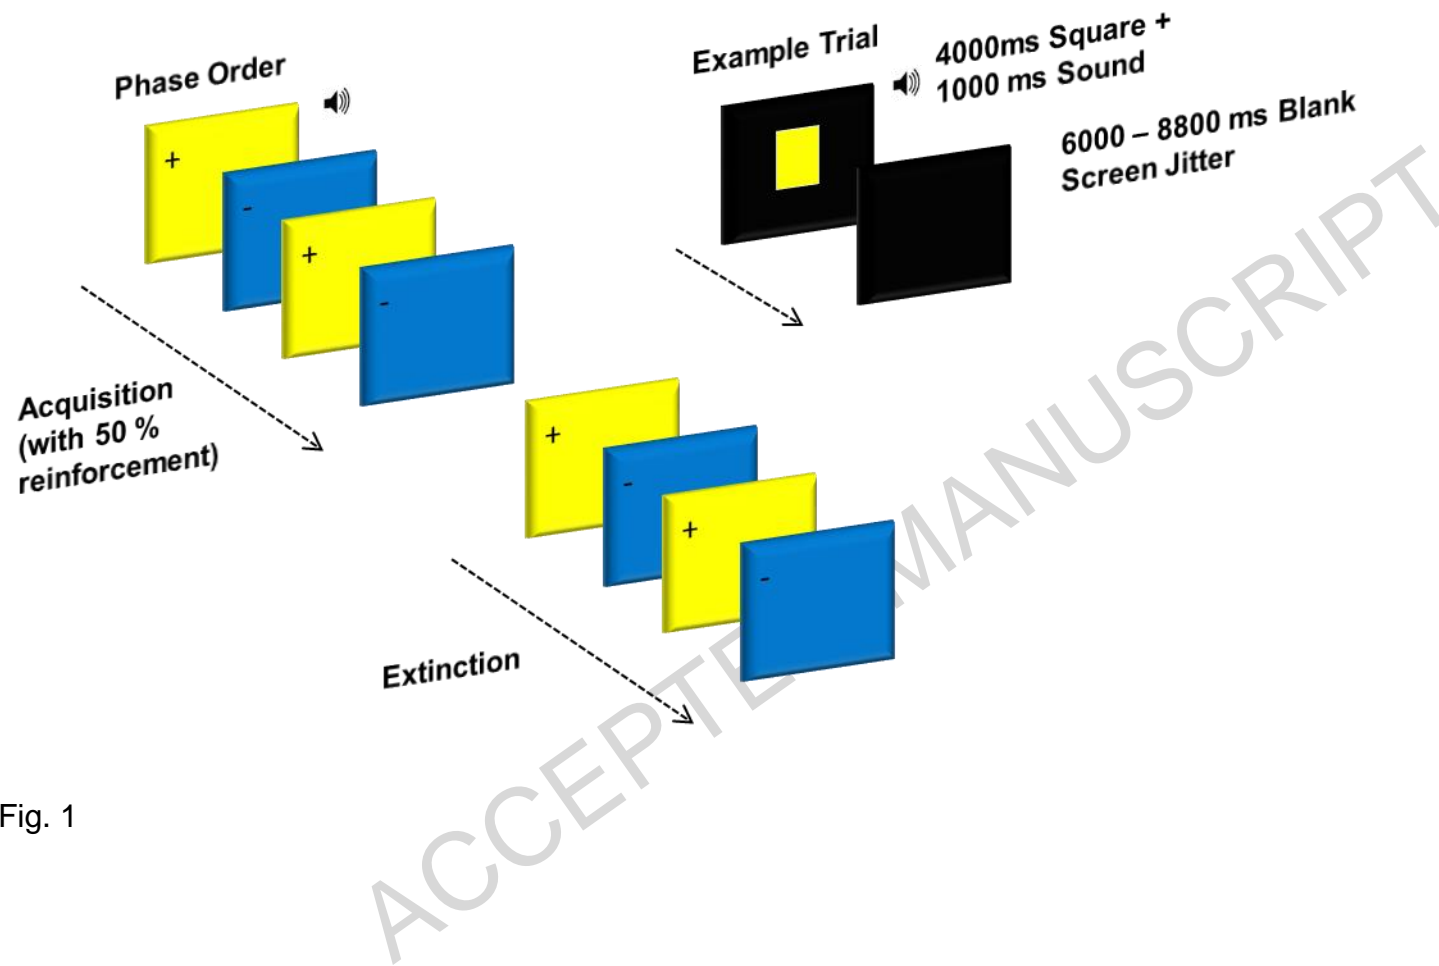 Phase Order
+
-
+
-
Acquisition
(with 50 %
reinforcement)
Example Trial
4000ms Square +
1000 ms Sound
6000 – 8800 ms Blank
Screen Jitter
+
-
+
-
Extinction
Fig. 1
ACCEPTED MANUSCRIPT